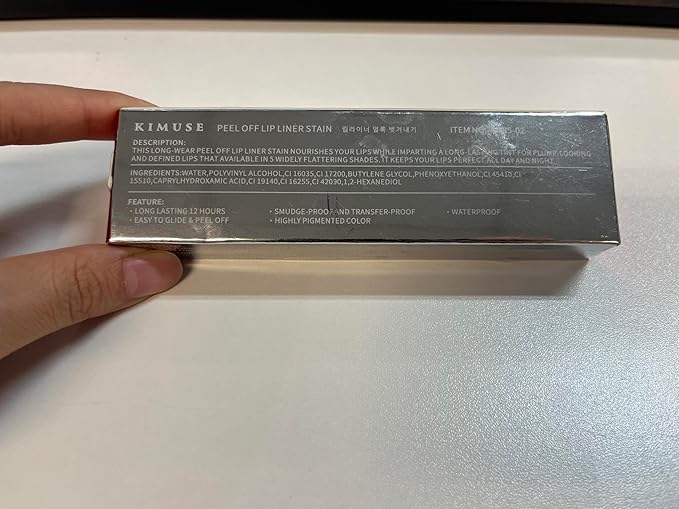 KIMUSE PEEL OFF LIP LINER STAIN 립라이너 얼룩 벗겨내기 ITEM NO.
DESCRIPTION:
THIS LONG-WEAR PEEL OFF LIP LINER STAIN NOURISHES YOUR LIPS WHILE IMPARTING A LONG-LASTING TINT FOR PLUMP-LOOKING
AND DEFINED LIPS THAT AVAILABLE IN 5 WIDELY FLATTERING SHADES. IT KEEPS YOUR LIPS PERFECT ALL DAY AND NIGHT.
INGREDIENTS:WATER,POLYVINYL ALCOHOL,CI 16035,CI 17200,BUTYLENE GLYCOL,PHENOXYETHANOL,CI 45410,CI
15510,CAPRYLHYDROXAMIC ACID,CI 19140,CI 16255,CI 42090,1,2-HEXANEDIOL
FEATURE:
· LONG LASTING 12 HOURS · SMUDGE-PROOF AND TRANSFER-PROOF · WATERPROOF
· EASY TO GLIDE & PEEL OFF · HIGHLY PIGMENTED COLOR